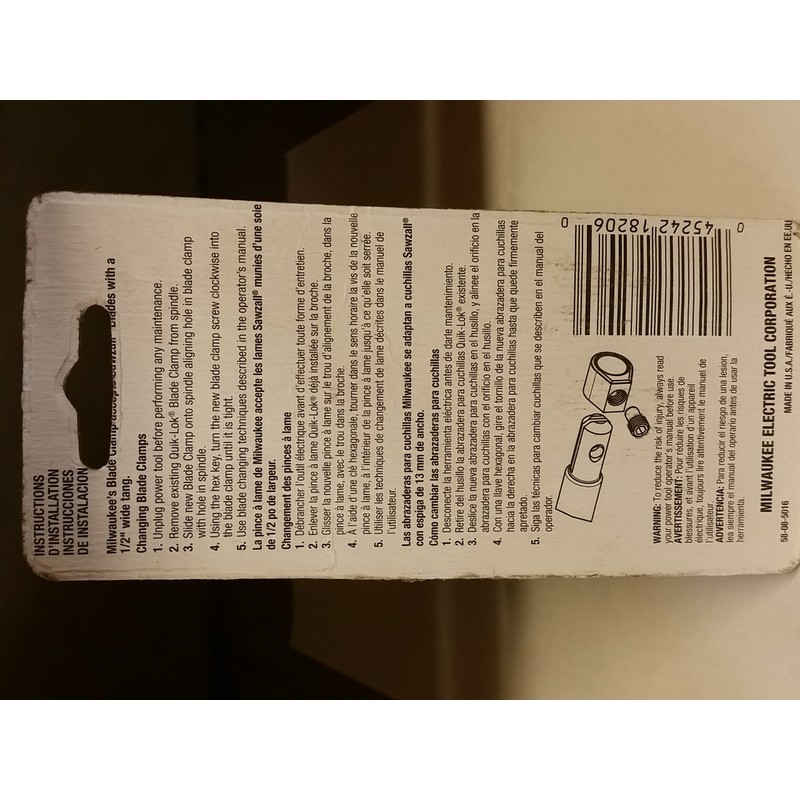 INSTRUCTIONS
D'INSTALLATION
INSTRUCCIONES
DE INSTALACION
Milwaukee's Blade Clamp accepts Sawzall® Blades with a
1/2" wide tang.
Changing Blade Clamps
1. Unplug power tool before performing any maintenance.
2. Remove existing Quik-Lok® Blade Clamp from spindle.
3. Slide new Blade Clamp onto spindle aligning hole in blade clamp
with hole in spindle.
4. Using the hex key, turn the new blade clamp screw clockwise into
the blade clamp until it is tight.
5. Use blade changing techniques described in the operator's manual.
La pince à lame de Milwaukee accepte les lames Sawzall® munies d'une soie
de 1/2 po de largeur.
Changement des pinces à lame
1. Débrancher l'outil électrique avant d'effectuer toute forme d'entretien.
2. Enlever la pince à lame Quik-Lok® déjà installée sur la broche.
3. Glisser la nouvelle pince à lame sur le trou d'alignement de la broche, dans la
pince à lame, avec le trou dans la broche.
4. À l'aide d'une clé hexagonale, tourner dans le sens horaire la vis de la nouvelle
pince à lame, à l'intérieur de la pince à lame jusqu'à ce qu'elle soit serrée.
5. Utiliser les techniques de changement de lame décrites dans le manuel de
l'utilisateur.
Las abrazaderas para cuchillas Milwaukee se adaptan a cuchillas Sawzall®
con espiga de 13 mm de ancho.
Cómo cambiar las abrazaderas para cuchillas
1. Desconecte la herramienta eléctrica antes de darle mantenimiento.
2. Retire del husillo la abrazadera para cuchillas Quik-Lok® existente.
3. Deslice la nueva abrazadera para cuchillas en el husillo, y alinee el orificio en la
abrazadera para cuchillas con el orificio en el husillo.
4. Con una llave hexagonal, gire el tornillo de la nueva abrazadera para cuchillas
hacia la derecha en la abrazadera para cuchillas hasta que quede firmemente
apretado.
5. Siga las técnicas para cambiar cuchillas que se describen en el manual del
operador.
0 45242 18206 0
WARNING: To reduce the risk of injury, always read
your power tool operator's manual before use.
AVERTISSEMENT: Pour réduire les risques de
blessures, et avant l'utilisation d'un appareil
électrique, toujours lire attentivement le manuel de
l'utilisateur.
ADVERTENCIA: Para reducir el riesgo de una lesion,
lea siempre el manual del operario antes de usar la
herramienta.
MILWAUKEE ELECTRIC TOOL CORPORATION
58-08-5016
MADE IN U.S.A./FABRIQUÉ AUX É.-U./HECHO EN EE.UU